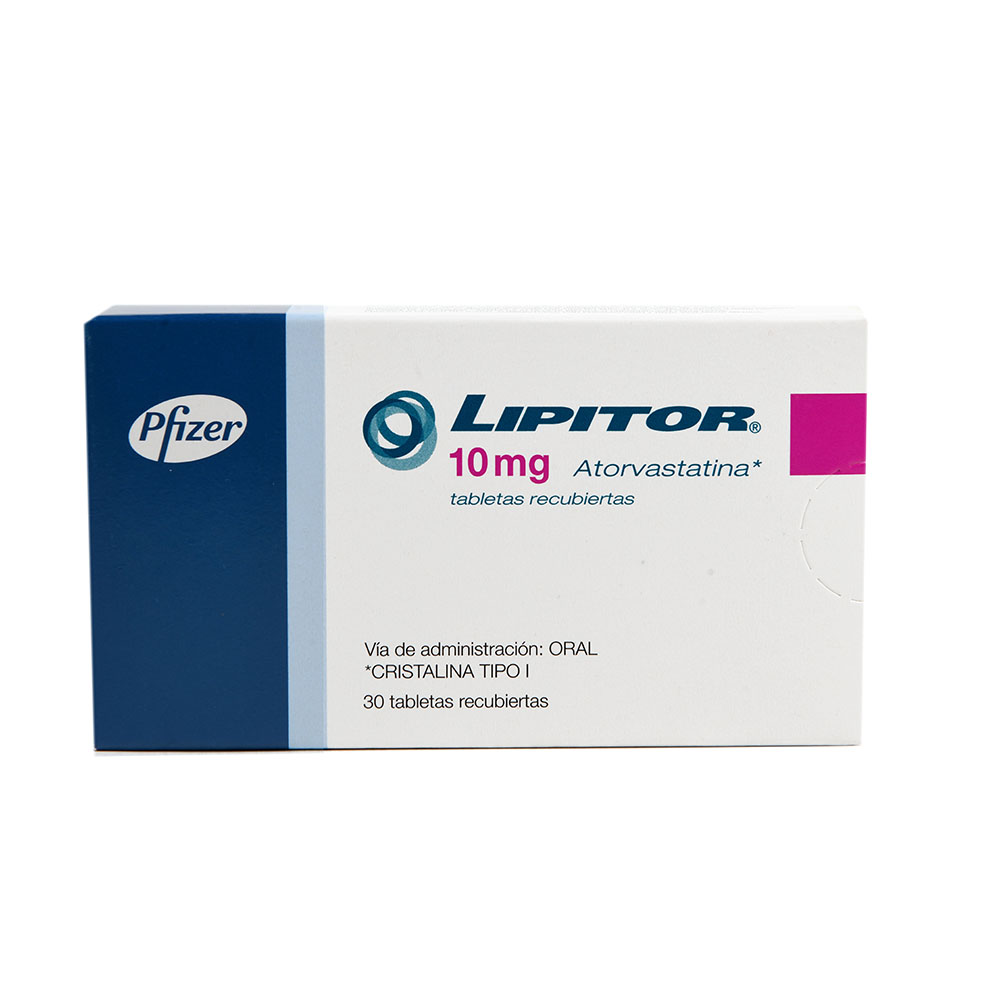 Pfizer
LIPITOR®
10 mg Atorvastatina*
tabletas recubiertas
Vía de administración: ORAL
*CRISTALINA TIPO I
30 tabletas recubiertas